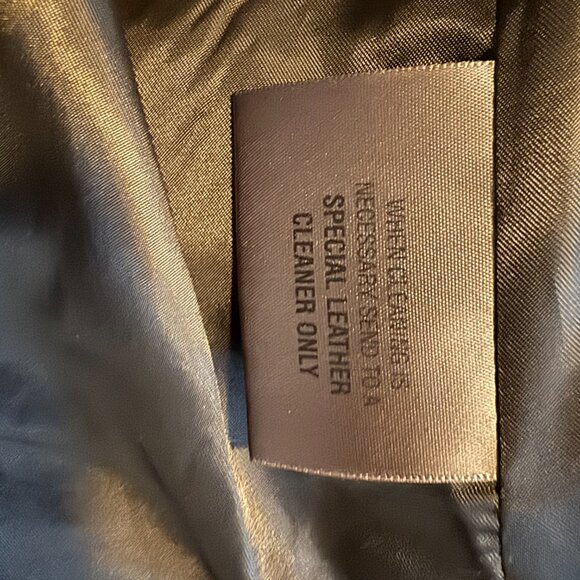 WHEN CLEANING IS
NECESSARY SEND TO A
SPECIAL LEATHER
CLEANER ONLY